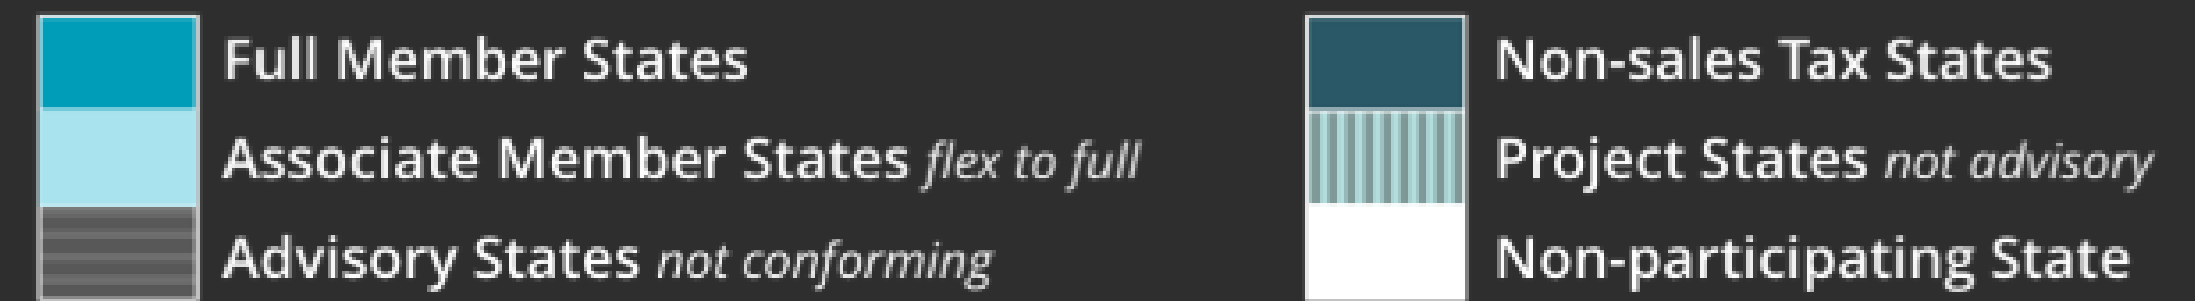 Full Member States
Associate Member States flex to full
Advisory States not conforming
Non-sales Tax States
Project States not advisory
Non-participating State